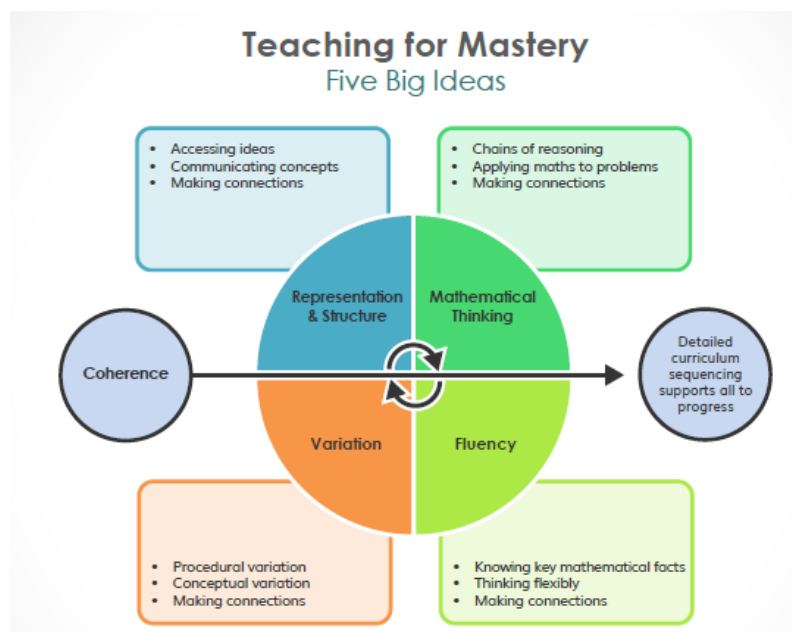 Teaching for Mastery
Five Big Ideas
• Accessing ideas
• Communicating concepts
• Making connections
• Chains of reasoning
• Applying maths to problems
• Making connections
Representation
& Structure
Mathematical
Thinking
Coherence
Detailed
curriculum
sequencing
supports all to
progress
Variation
Fluency
• Procedural variation
• Conceptual variation
• Making connections
• Knowing key mathematical facts
• Thinking flexibly
• Making connections